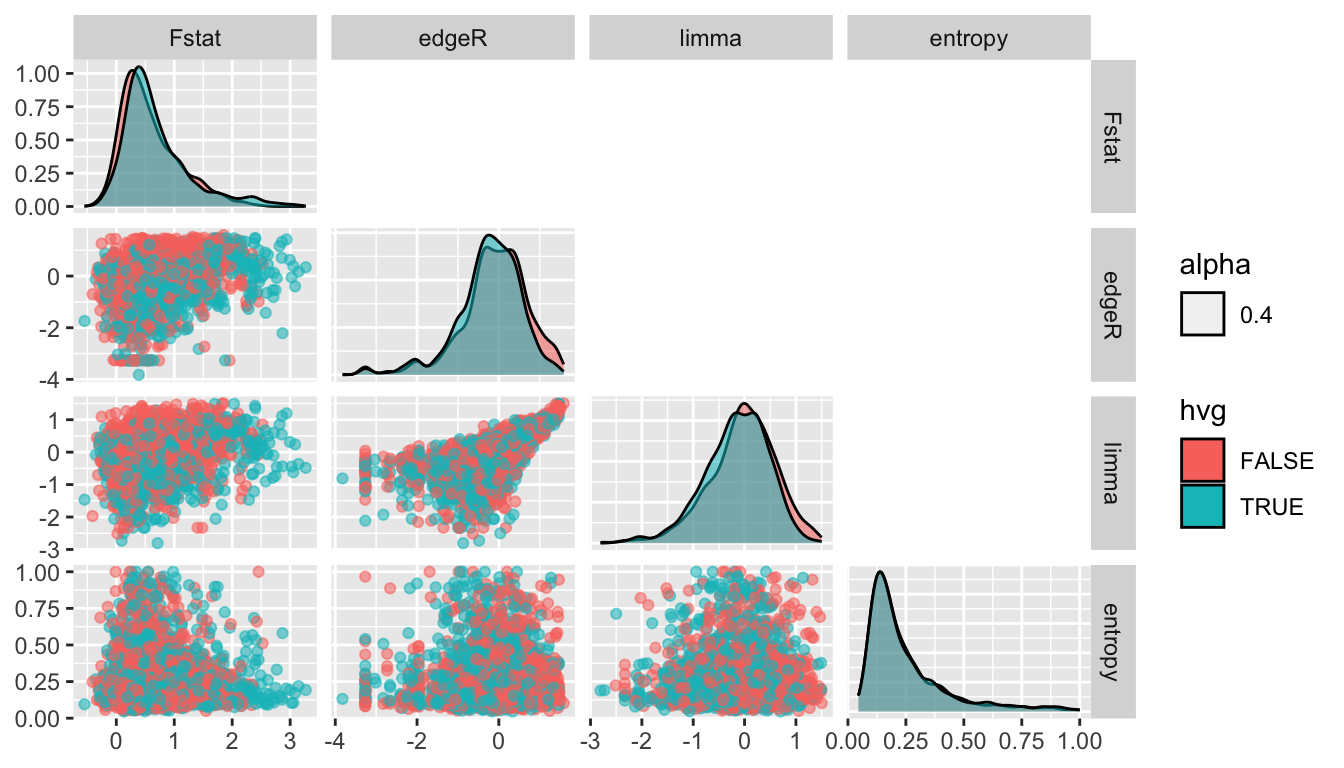 Fstat edgeR limma entropy
1.00
0.75
0.50
0.25
0.00
Fstat
0
-2
-4
edgeR
1
0
-1
-2
-3
limma
1.00
0.75
0.50
0.25
0.00
entropy
0 1 2 3 -4 -2 0 -3 -2 -1 0 1 0.00 0.25 0.50 0.75 1.00
alpha
0.4
hvg
FALSE
TRUE